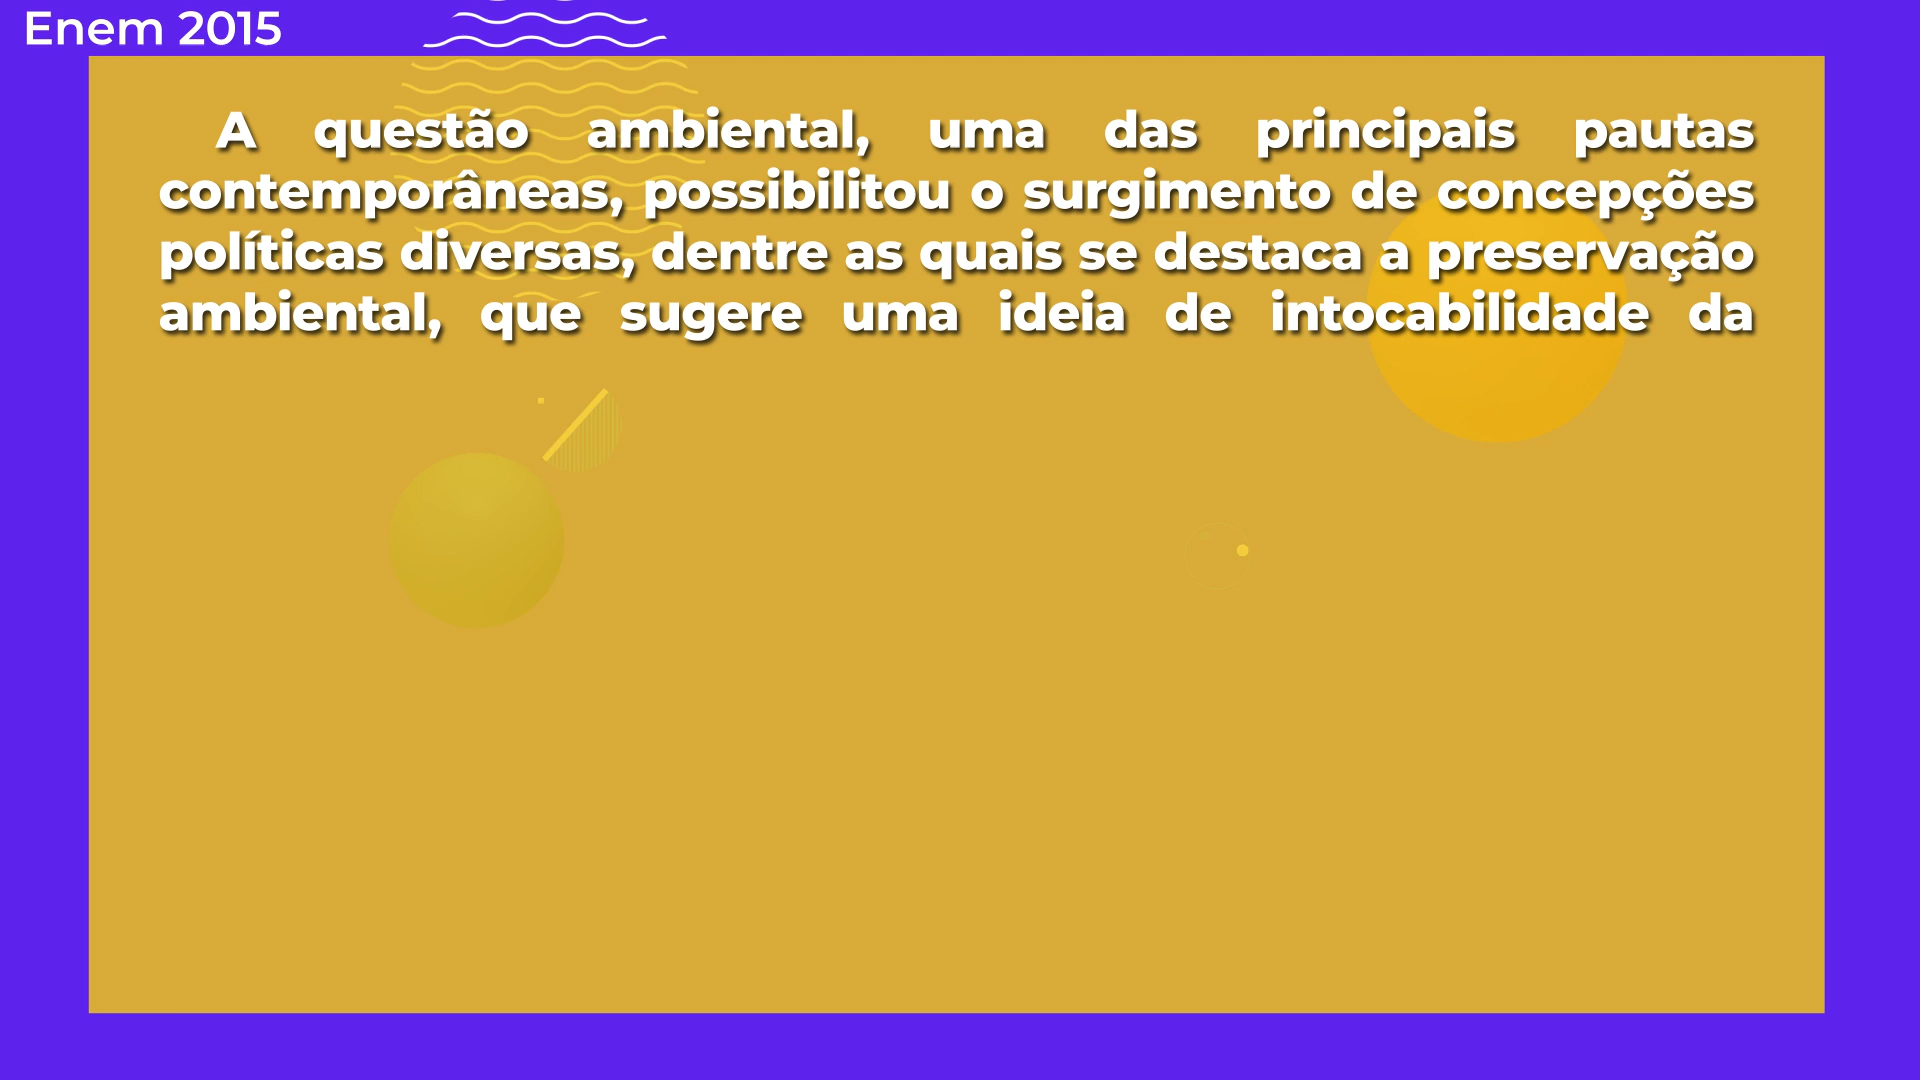 Enem 2015
A questão ambiental, uma das principais pautas
contemporâneas, possibilitou o surgimento de concepções
políticas diversas, dentre as quais se destaca a preservação
ambiental, que sugere uma ideia de intocabilidade da